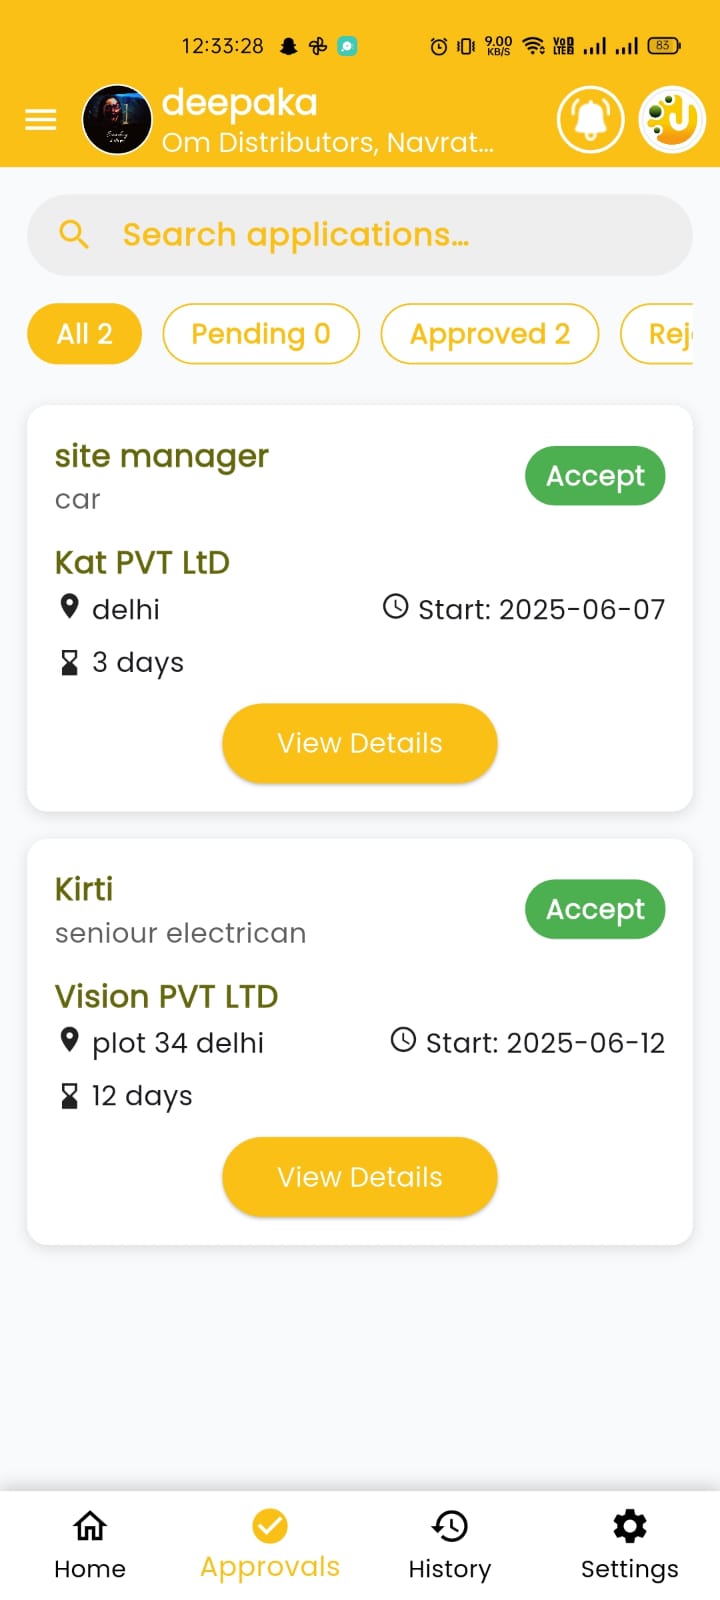 12:33:28 9.00 KB/S VoD LTE2 83
deepaka
Om Distributors, Navrat...
Search applications...
All 2 Pending 0 Approved 2 Rej
site manager
Accept
car
Kat PVT LtD
delhi Start: 2025-06-07
3 days
View Details
Kirti
Accept
seniour electrican
Vision PVT LTD
plot 34 delhi Start: 2025-06-12
12 days
View Details
Home Approvals History Settings